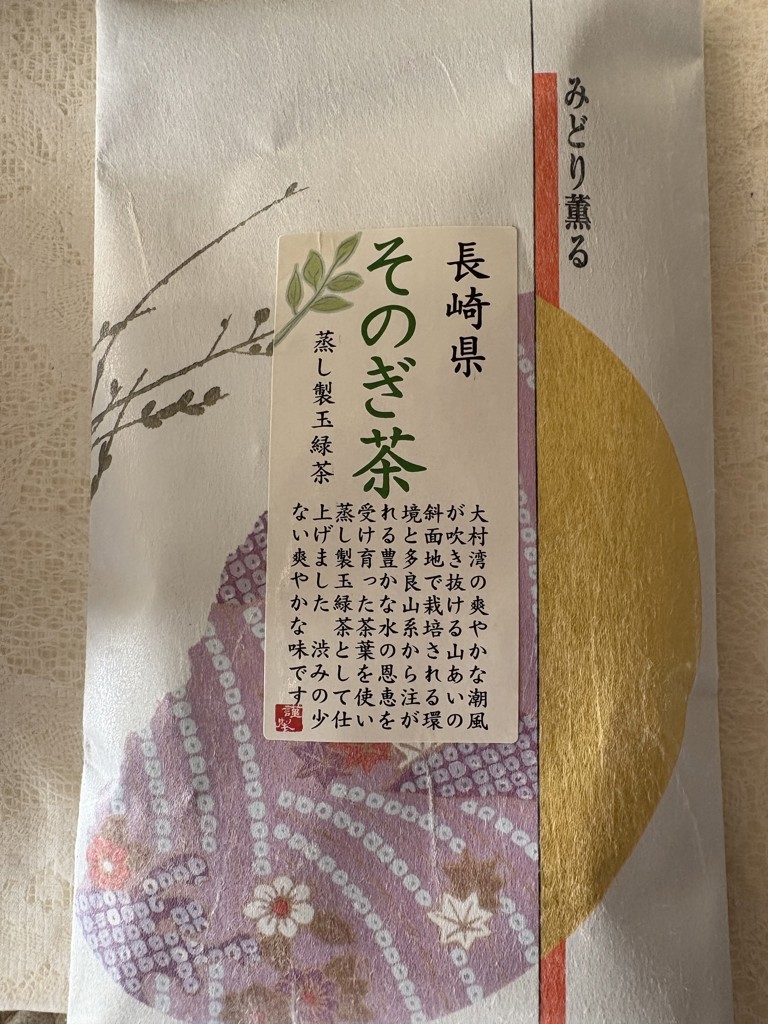 みどり薫る
長崎県
そのぎ茶
蒸し製玉緑茶
大村湾の爽やかな潮風
が吹き抜ける山あいの
斜面地で栽培される環
境と多良山系から注が
れる豊かな水の恩恵を
受け育った茶葉を使い
蒸し製玉緑茶として仕
上げました 渋みの少
ない爽やかな味です
謹製